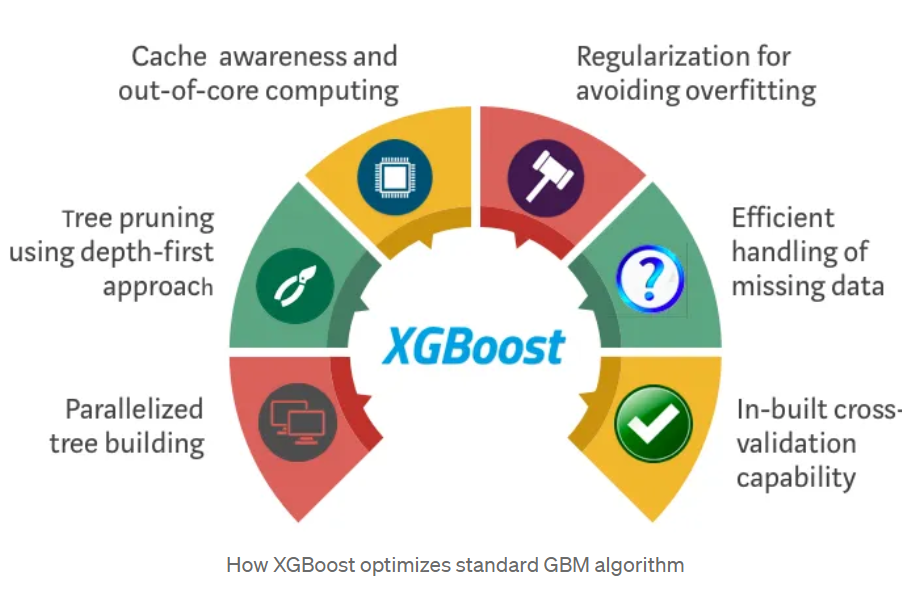 Cache awareness and
out-of-core computing
Regularization for
avoiding overfitting
Tree pruning
using depth-first
approach
Efficient
handling of
missing data
?
XGBoost
Parallelized
tree building
In-built cross-
validation
capability
How XGBoost optimizes standard GBM algorithm